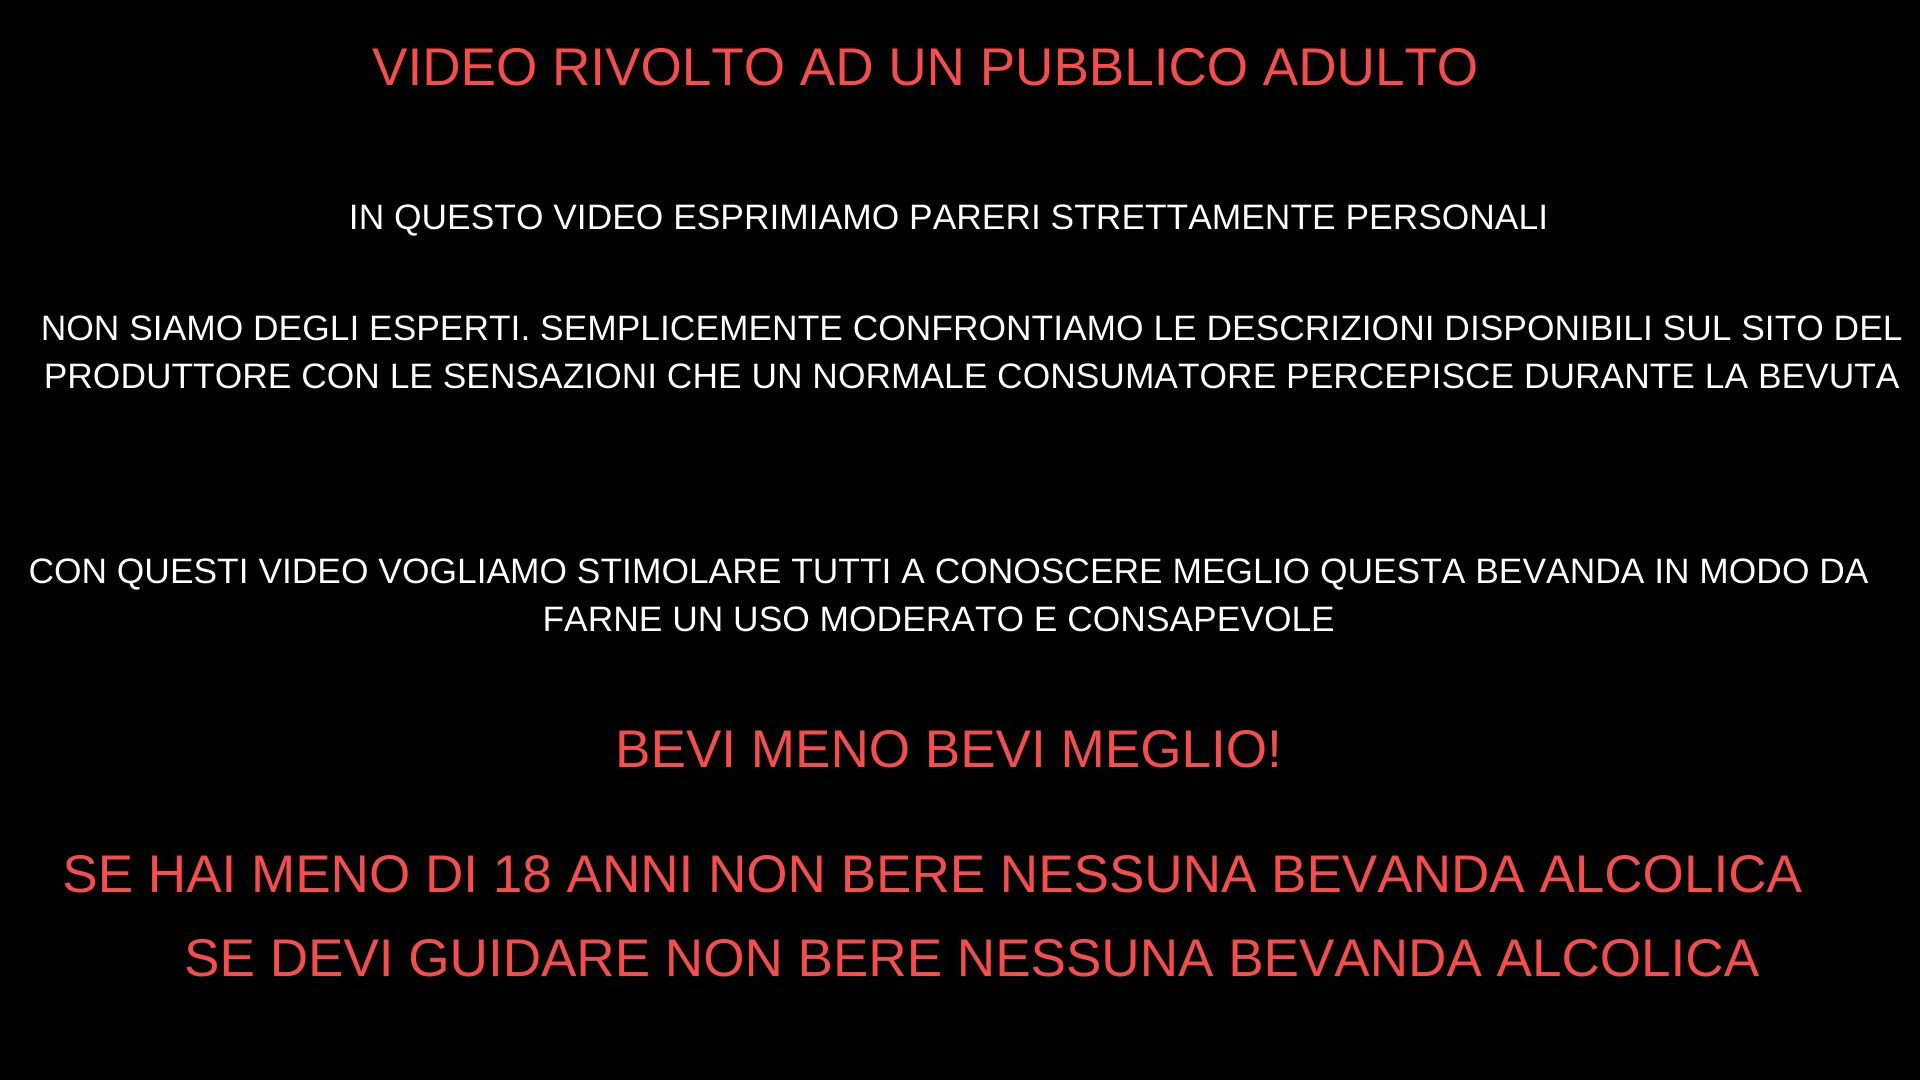 VIDEO RIVOLTO AD UN PUBBLICO ADULTO
IN QUESTO VIDEO ESPRIMIAMO PARERI STRETTAMENTE PERSONALI
NON SIAMO DEGLI ESPERTI. SEMPLICEMENTE CONFRONTIAMO LE DESCRIZIONI DISPONIBILI SUL SITO DEL
PRODUTTORE CON LE SENSAZIONI CHE UN NORMALE CONSUMATORE PERCEPISCE DURANTE LA BEVUTA
CON QUESTI VIDEO VOGLIAMO STIMOLARE TUTTI A CONOSCERE MEGLIO QUESTA BEVANDA IN MODO DA
FARNE UN USO MODERATO E CONSAPEVOLE
BEVI MENO BEVI MEGLIO!
SE HAI MENO DI 18 ANNI NON BERE NESSUNA BEVANDA ALCOLICA
SE DEVI GUIDARE NON BERE NESSUNA BEVANDA ALCOLICA